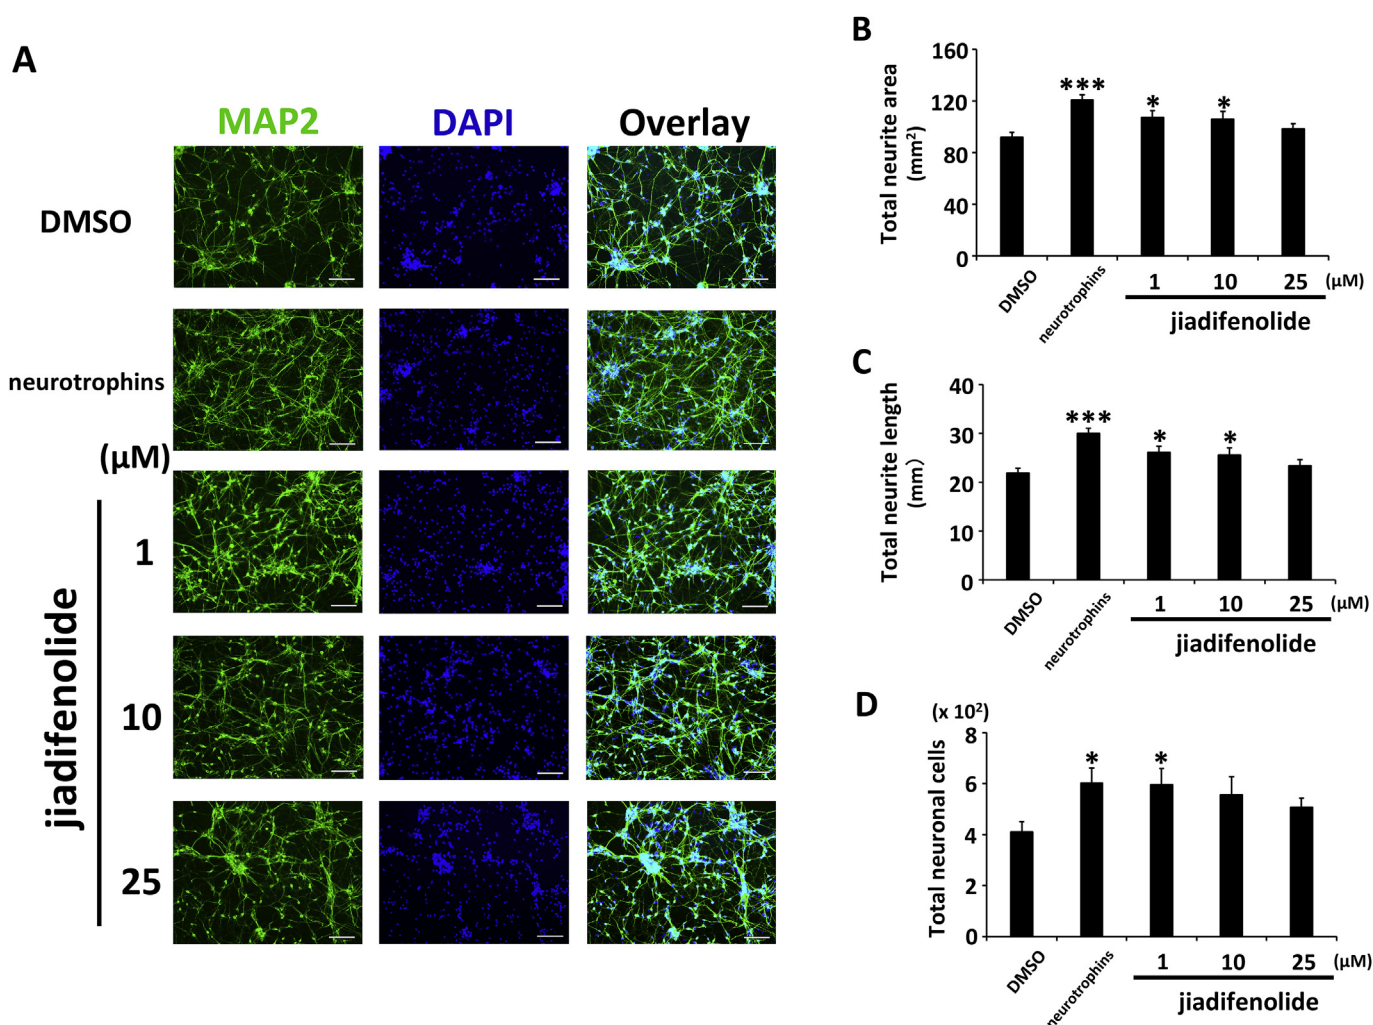 A
MAP2 DAPI Overlay
DMSO
neurotrophins
(µM)
1
10
25
jiadifenolide
B
Total neurite area
(mm²)
160
120
80
40
0
***
*
*
DMSO
neurotrophins
1 10 25 (µM)
jiadifenolide
C
Total neurite length
(mm)
40
30
20
10
0
***
*
*
DMSO
neurotrophins
1 10 25 (µM)
jiadifenolide
D
(x 10²)
Total neuronal cells
8
6
4
2
0
*
*
DMSO
neurotrophins
1 10 25 (µM)
jiadifenolide